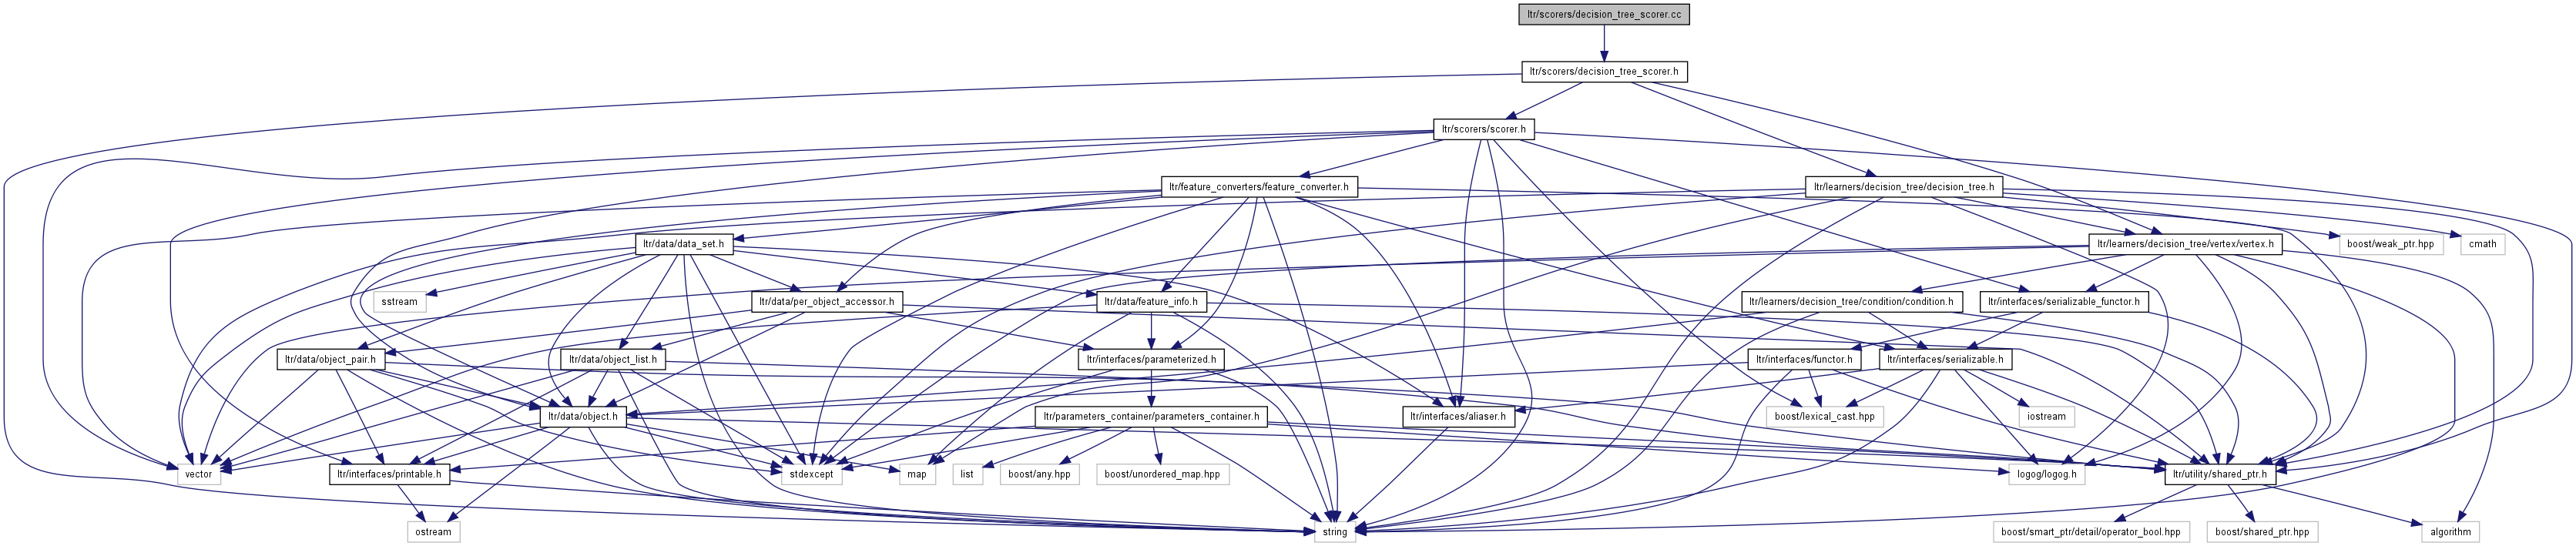 ltr/scorers/decision_tree_scorer.cc
ltr/scorers/decision_tree_scorer.h
ltr/scorers/scorer.h
ltr/feature_converters/feature_converter.h
ltr/learners/decision_tree/decision_tree.h
ltr/data/data_set.h
ltr/learners/decision_tree/vertex/vertex.h
boost/weak_ptr.hpp
cmath
sstream
ltr/data/per_object_accessor.h
ltr/data/feature_info.h
ltr/learners/decision_tree/condition/condition.h
ltr/interfaces/serializable_functor.h
ltr/data/object_pair.h
ltr/data/object_list.h
ltr/interfaces/parameterized.h
ltr/interfaces/functor.h
ltr/interfaces/serializable.h
ltr/data/object.h
ltr/parameters_container/parameters_container.h
ltr/interfaces/aliaser.h
boost/lexical_cast.hpp
iostream
vector
ltr/interfaces/printable.h
stdexcept
map
list
boost/any.hpp
boost/unordered_map.hpp
logog/logog.h
ltr/utility/shared_ptr.h
ostream
string
boost/smart_ptr/detail/operator_bool.hpp
boost/shared_ptr.hpp
algorithm